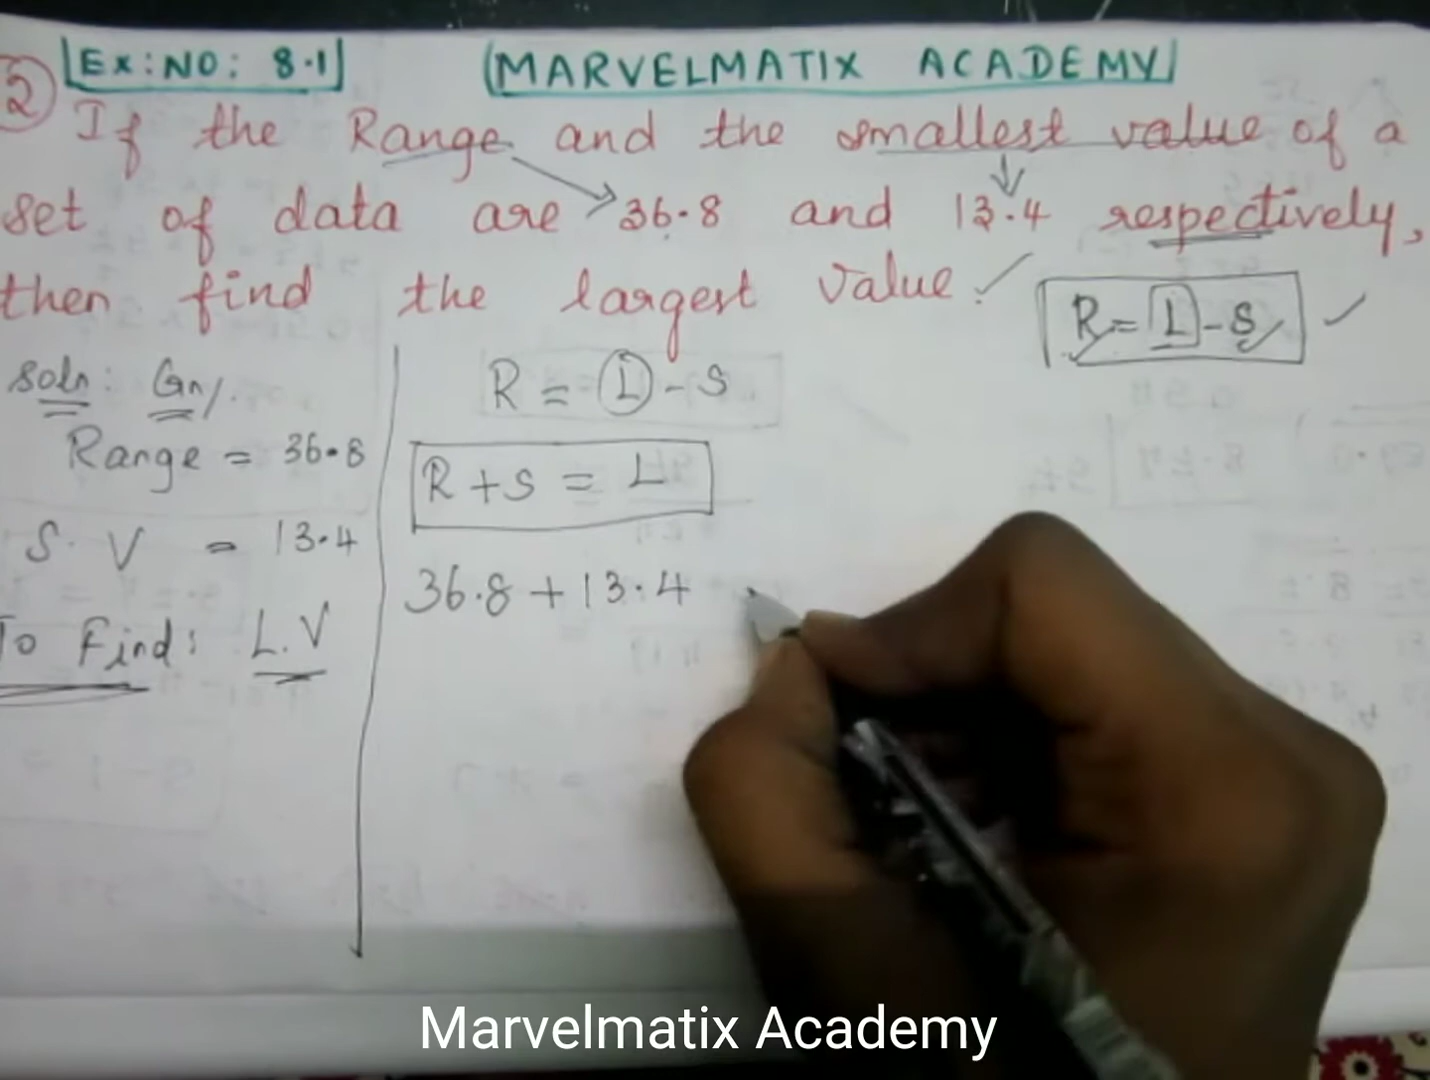 Ex: NO: 8.1
MARVELMATIX ACADEMY
2 If the Range and the smallest value of a
set of data are 36.8 and 13.4 respectively,
then find the largest value.
R = L - S
Soln: Gn/.
Range = 36.8
S. V = 13.4
To Find: L.V
R = L - S
R + S = L
36.8 + 13.4
Marvelmatix Academy